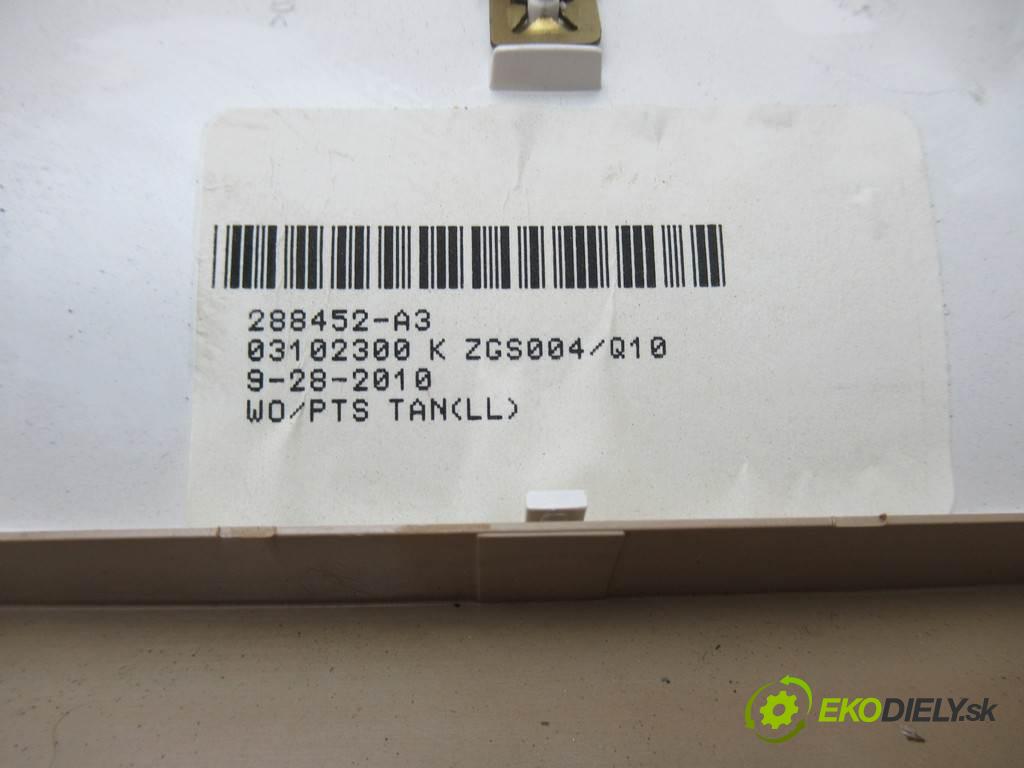 288452-A3
03102300 K ZGS004/Q10
9-28-2010
WO/PTS TAN(LL)
EKODIELY.sk